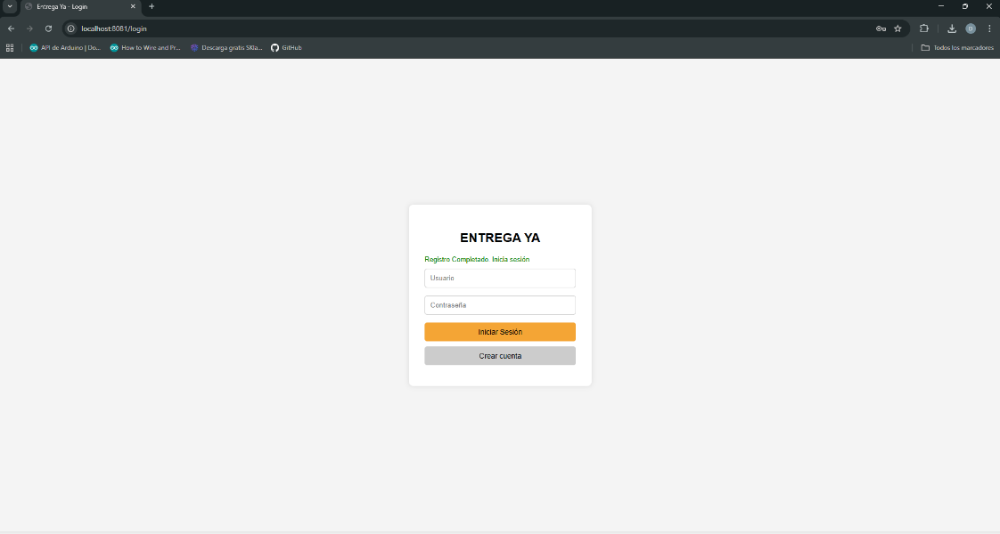 Entrega Ya - Login
localhost:8081/login
API de Arduino | Do...
How to Wire and Pr...
Descarga gratis SKla...
GitHub
Todos los marcadores
ENTREGA YA
Registro Completado. Inicia sesión
Usuario
Contraseña
Iniciar Sesión
Crear cuenta